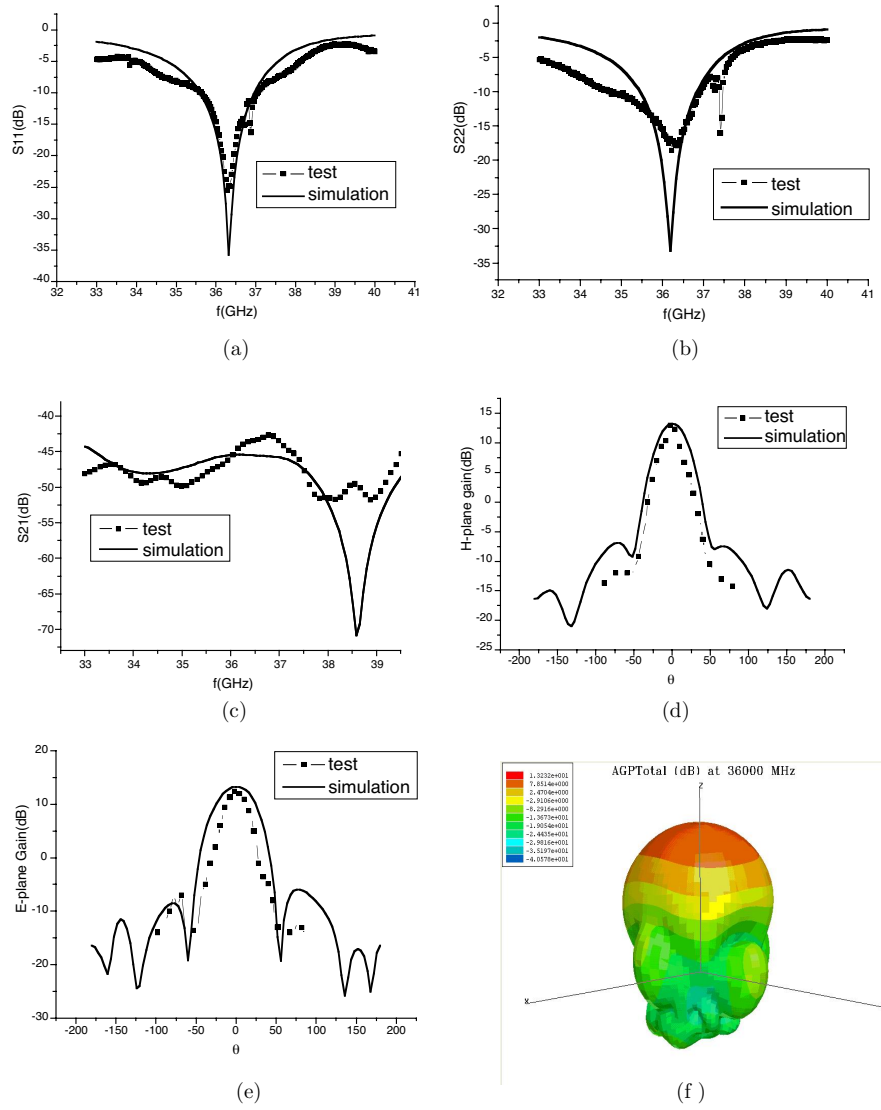 0
-5
-10
-15
-20
-25
-30
-35
-40
S11(dB)
test
simulation
32 33 34 35 36 37 38 39 40 41
f(GHz)
(a)
0
-5
-10
-15
-20
-25
-30
-35
S22(dB)
test
simulation
32 33 34 35 36 37 38 39 40 41
f(GHz)
(b)
-40
-45
-50
-55
-60
-65
-70
S21(dB)
test
simulation
33 34 35 36 37 38 39
f(GHz)
(c)
15
10
5
0
-5
-10
-15
-20
-25
H-plane gain(dB)
test
simulation
-200 -150 -100 -50 0 50 100 150 200
θ
(d)
20
10
0
-10
-20
-30
E-plane Gain(dB)
test
simulation
-200 -150 -100 -50 0 50 100 150 200
θ
(e)
AGPTotal (dB) at 36000 MHz
1.3232e+001
7.8514e+000
2.4704e+000
-2.9106e+000
-8.2916e+000
-1.3673e+001
-1.9054e+001
-2.4435e+001
-2.9816e+001
-3.5197e+001
-4.0578e+001
z
x
(f )